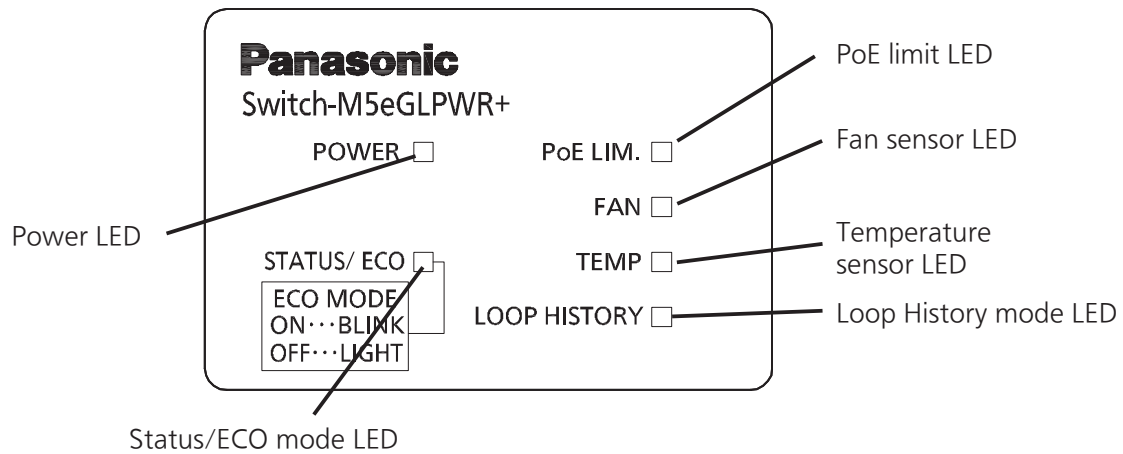 Panasonic
Switch-M5eGLPWR+
POWER
PoE LIM.
FAN
STATUS/ ECO
TEMP
ECO MODE
ON···BLINK
OFF···LIGHT
LOOP HISTORY
PoE limit LED
Fan sensor LED
Power LED
Temperature
sensor LED
Loop History mode LED
Status/ECO mode LED